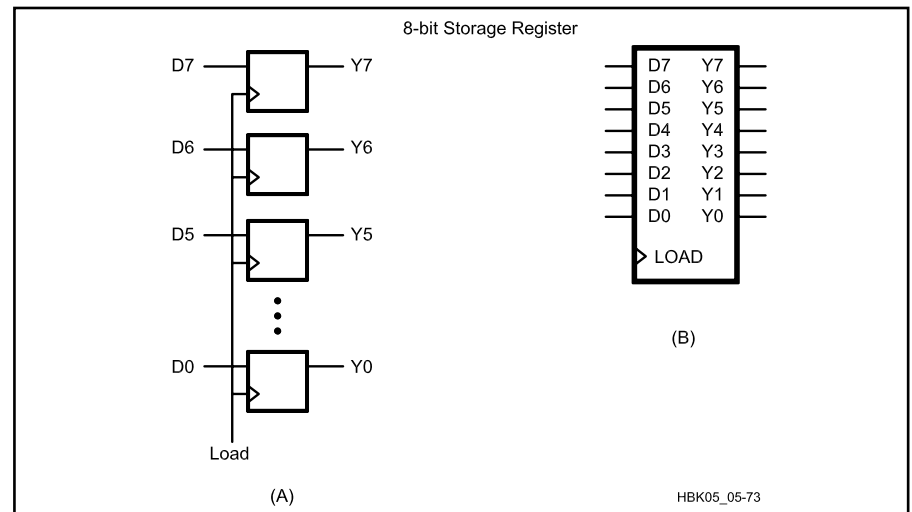 8-bit Storage Register
D7 Y7
D6 Y6
D5 Y5
D0 Y0
Load
(A)
D7 Y7
D6 Y6
D5 Y5
D4 Y4
D3 Y3
D2 Y2
D1 Y1
D0 Y0
LOAD
(B)
HBK05_05-73